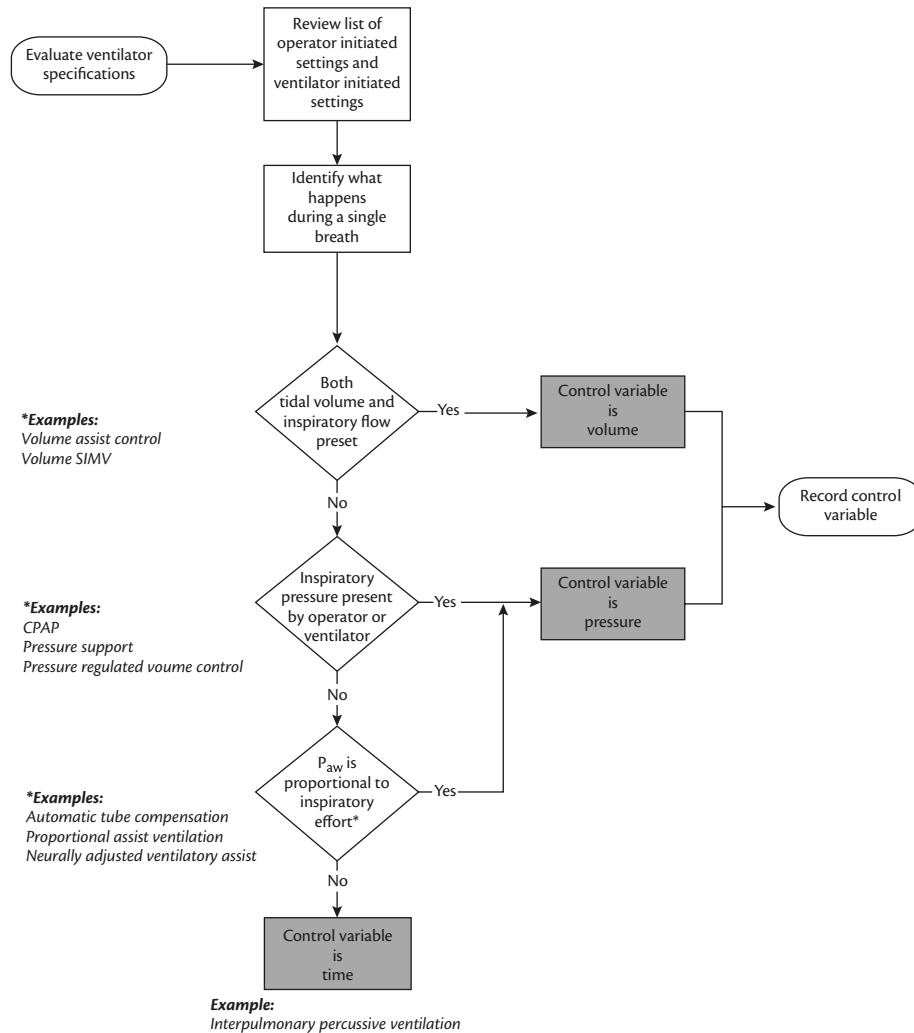 Evaluate ventilator
specifications
Review list of
operator initiated
settings and
ventilator initiated
settings
Identify what
happens
during a single
breath
Both
tidal volume and
inspiratory flow
preset
Yes
Control variable
is
volume
*Examples:
Volume assist control
Volume SIMV
No
Record control
variable
Inspiratory
pressure present
by operator or
ventilator
Yes
Control variable
is
pressure
*Examples:
CPAP
Pressure support
Pressure regulated voume control
No
Paw is
proportional to
inspiratory
effort*
Yes
*Examples:
Automatic tube compensation
Proportional assist ventilation
Neurally adjusted ventilatory assist
No
Control variable
is
time
Example:
Interpulmonary percussive ventilation